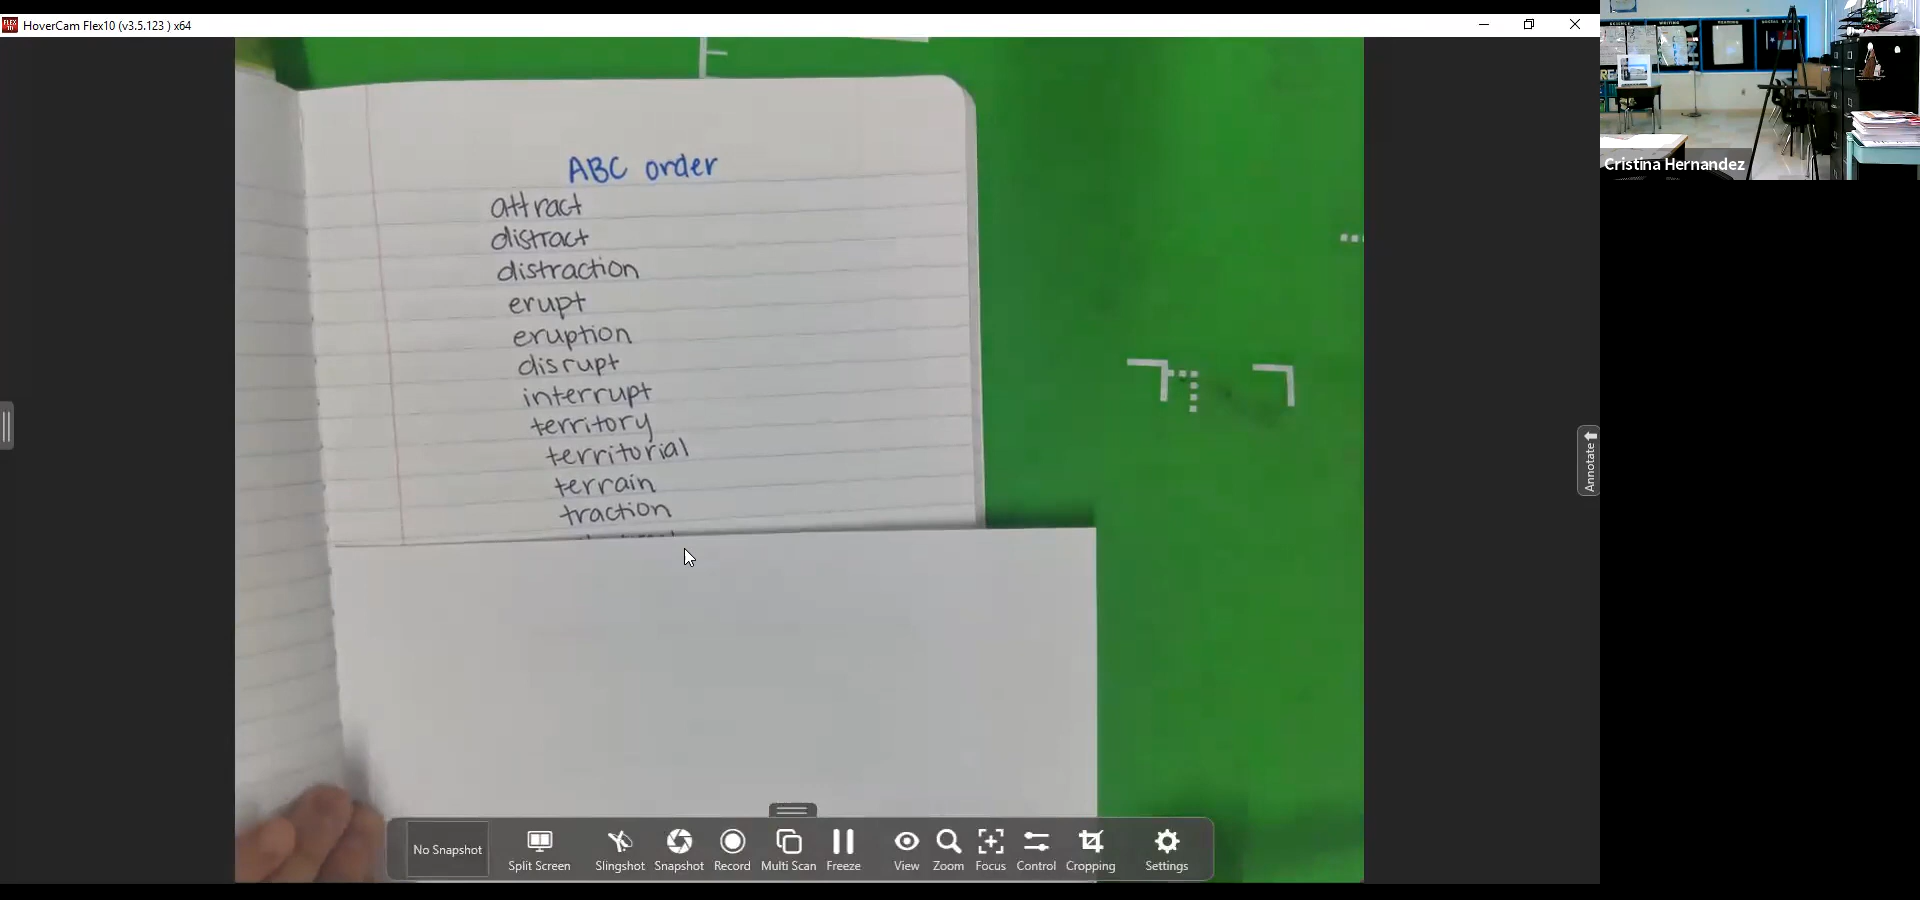 HoverCam Flex10 (v3.5.123 ) x64
ABC order
attract
distract
distraction
erupt
eruption
disrupt
interrupt
territory
territorial
terrain
traction
Annotate
Cristina Hernandez
No Snapshot
Split Screen
Slingshot
Snapshot
Record
Multi Scan
Freeze
View
Zoom
Focus
Control
Cropping
Settings